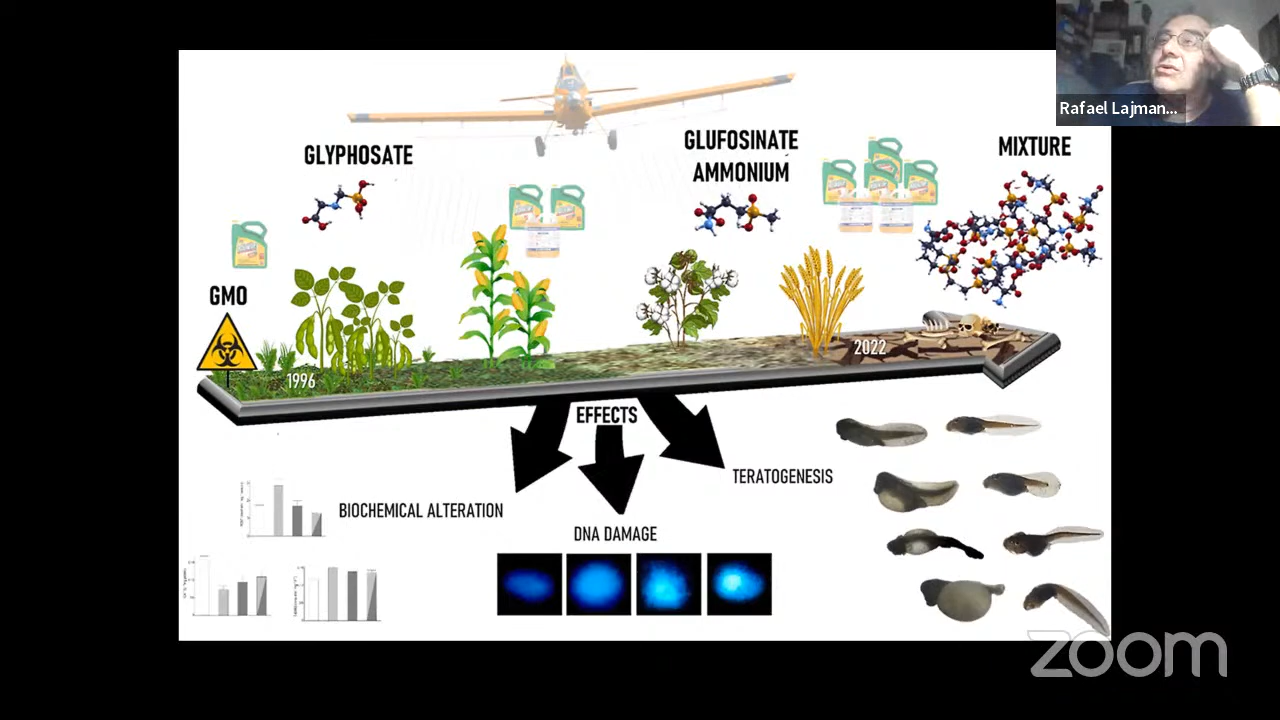 Rafael Lajman...
GLYPHOSATE
GLUFOSINATE
AMMONIUM
MIXTURE
GMO
1996
2022
EFFECTS
TERATOGENESIS
BIOCHEMICAL ALTERATION
DNA DAMAGE
zoom